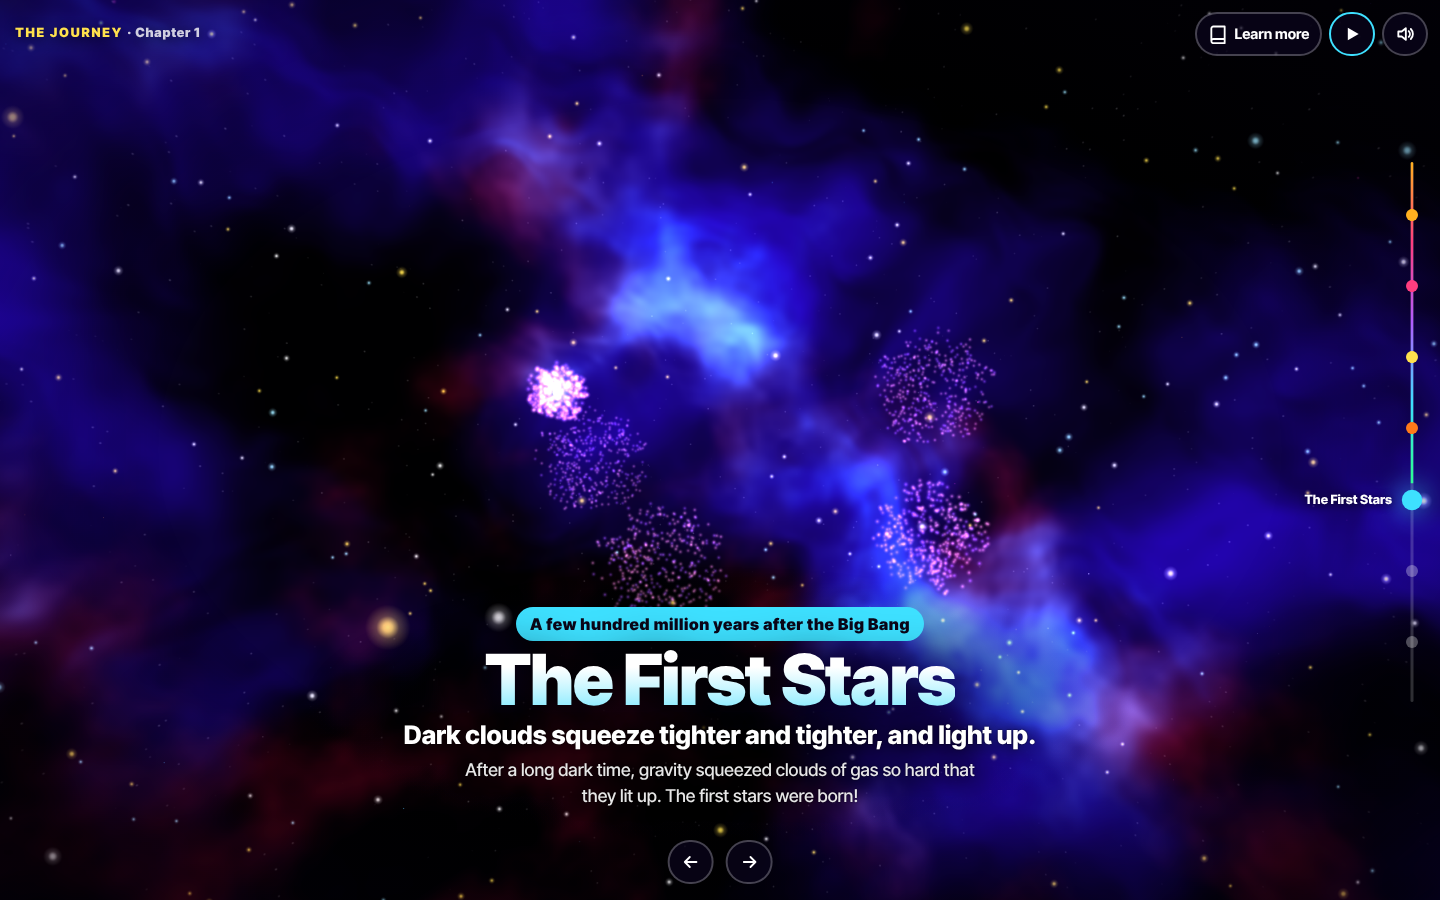 THE JOURNEY · Chapter 1
Learn more
The First Stars
A few hundred million years after the Big Bang
The First Stars
Dark clouds squeeze tighter and tighter, and light up.
After a long dark time, gravity squeezed clouds of gas so hard that
they lit up. The first stars were born!